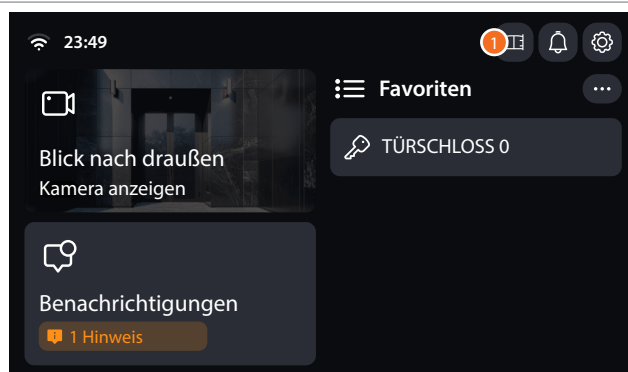 23:49
1
Blick nach draußen
Kamera anzeigen
Benachrichtigungen
1 Hinweis
Favoriten
TÜRSCHLOSS 0